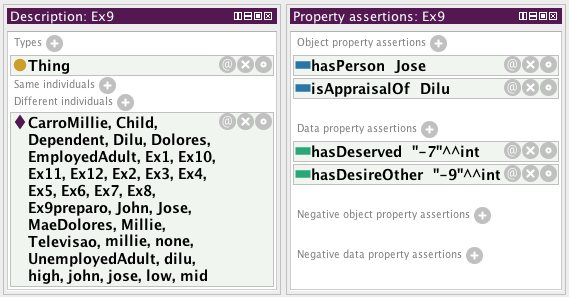 Description: Ex9
Types
Thing
Same individuals
Different individuals
CarroMillie, Child,
Dependent, Dilu, Dolores,
EmployedAdult, Ex1, Ex10,
Ex11, Ex12, Ex2, Ex3, Ex4,
Ex5, Ex6, Ex7, Ex8,
Ex9preparo, John, Jose,
MaeDolores, Millie,
Televisao, millie, none,
UnemployedAdult, dilu,
high, john, jose, low, mid
Property assertions: Ex9
Object property assertions
hasPerson Jose
isAppraisalOf Dilu
Data property assertions
hasDeserved "-7"^^int
hasDesireOther "-9"^^int
Negative object property assertions
Negative data property assertions